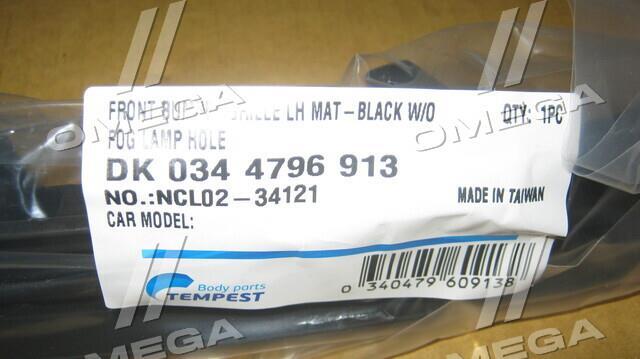 FRONT GRILLE LH MAT-BLACK W/O
QTY: 1PC
FOG LAMP HOLE
DK 034 4796 913
NO.:NCL02-34121
MADE IN TAIWAN
CAR MODEL:
Body parts
TEMPEST
0 340479 609138
OMEGA
OMEGA
OMEGA
OMEGA